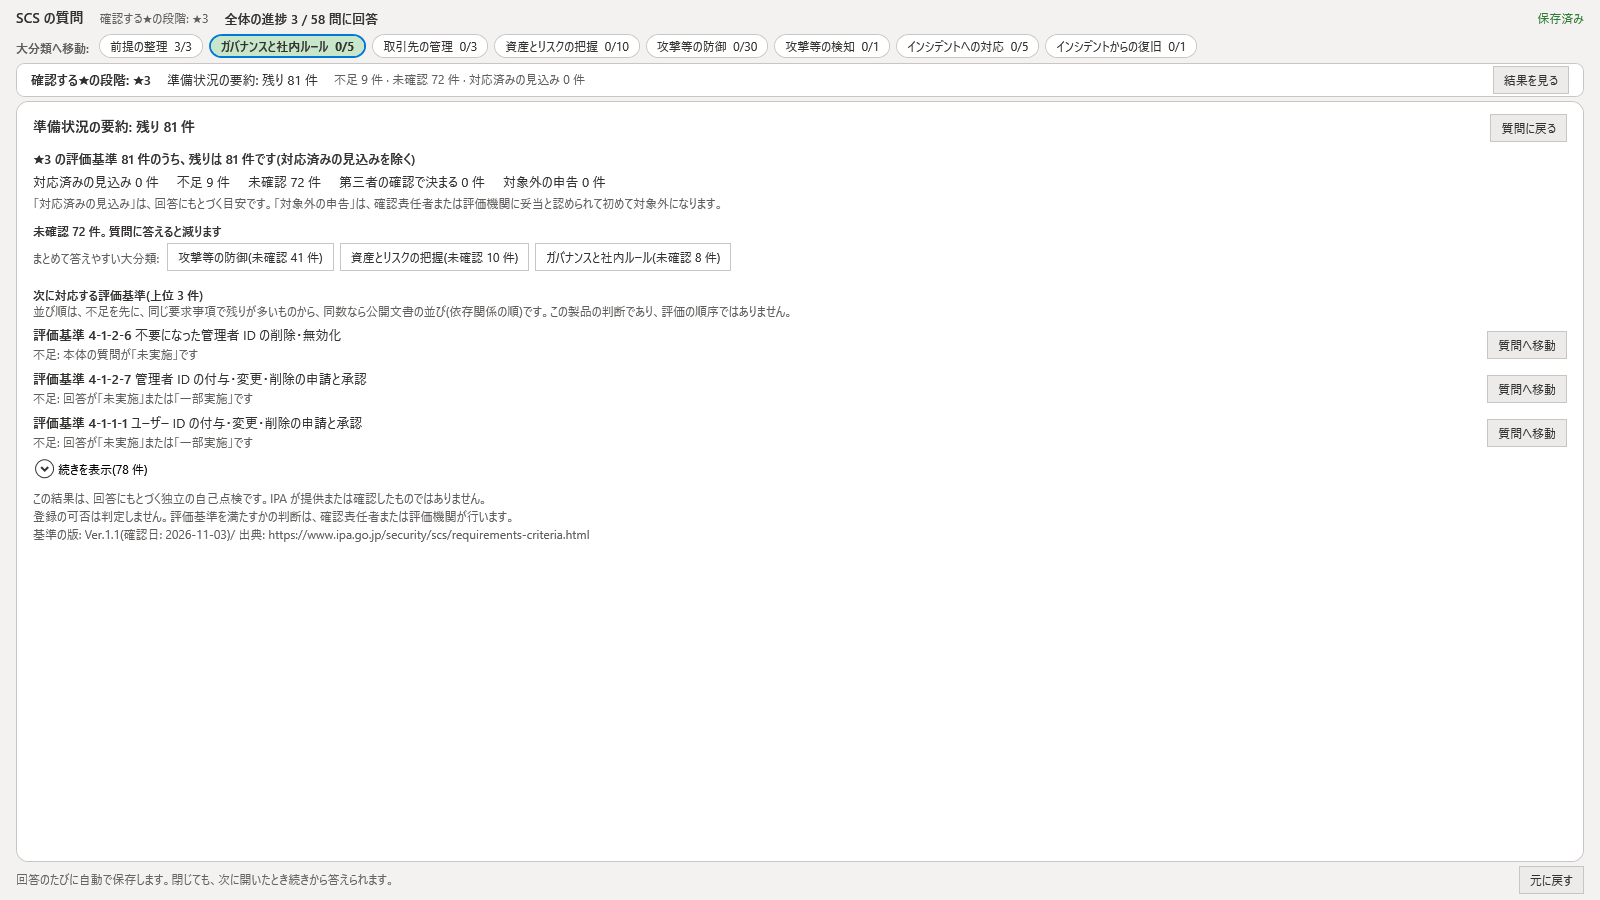 SCS の質問 確認する★の段階: ★3 全体の進捗 3 / 58 問に回答 保存済み
大分類へ移動: 前提の整理 3/3 ガバナンスと社内ルール 0/5 取引先の管理 0/3 資産とリスクの把握 0/10 攻撃等の防御 0/30 攻撃等の検知 0/1 インシデントへの対応 0/5 インシデントからの復旧 0/1
確認する★の段階: ★3 準備状況の要約: 残り 81 件 不足 9 件 · 未確認 72 件 · 対応済みの見込み 0 件 結果を見る
準備状況の要約: 残り 81 件 質問に戻る
★3 の評価基準 81 件のうち、残りは 81 件です(対応済みの見込みを除く)
対応済みの見込み 0 件 不足 9 件 未確認 72 件 第三者の確認で決まる 0 件 対象外の申告 0 件
「対応済みの見込み」は、回答にもとづく目安です。「対象外の申告」は、確認責任者または評価機関に妥当と認められて初めて対象外になります。
未確認 72 件。質問に答えると減ります
まとめて答えやすい大分類: 攻撃等の防御(未確認 41 件) 資産とリスクの把握(未確認 10 件) ガバナンスと社内ルール(未確認 8 件)
次に対応する評価基準(上位 3 件)
並び順は、不足を先に、同じ要求事項で残りが多いものから、同数なら公開文書の並び(依存関係の順)です。この製品の判断であり、評価の順序ではありません。
評価基準 4-1-2-6 不要になった管理者 ID の削除・無効化
不足: 本体の質問が「未実施」です 質問へ移動
評価基準 4-1-2-7 管理者 ID の付与・変更・削除の申請と承認
不足: 回答が「未実施」または「一部実施」です 質問へ移動
評価基準 4-1-1-1 ユーザー ID の付与・変更・削除の申請と承認
不足: 回答が「未実施」または「一部実施」です 質問へ移動
続きを表示(78 件)
この結果は、回答にもとづく独立の自己点検です。IPA が提供または確認したものではありません。
登録の可否は判定しません。評価基準を満たすかの判断は、確認責任者または評価機関が行います。
基準の版: Ver.1.1(確認日: 2026-11-03)/ 出典: https://www.ipa.go.jp/security/scs/requirements-criteria.html
回答のたびに自動で保存します。閉じても、次に開いたとき続きから答えられます。 元に戻す